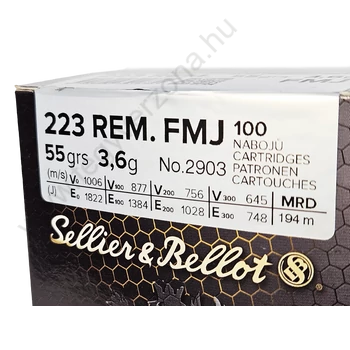 223 REM. FMJ 100
NABOJŮ
CARTRIDGES
PATRONEN
CARTOUCHES
55grs 3,6g No.2903
(m/s) V0 1006 V100 877 V200 756 V300 645 MRD
(J) E0 1822 E100 1384 E200 1028 E300 748 194 m
Sellier & Bellot